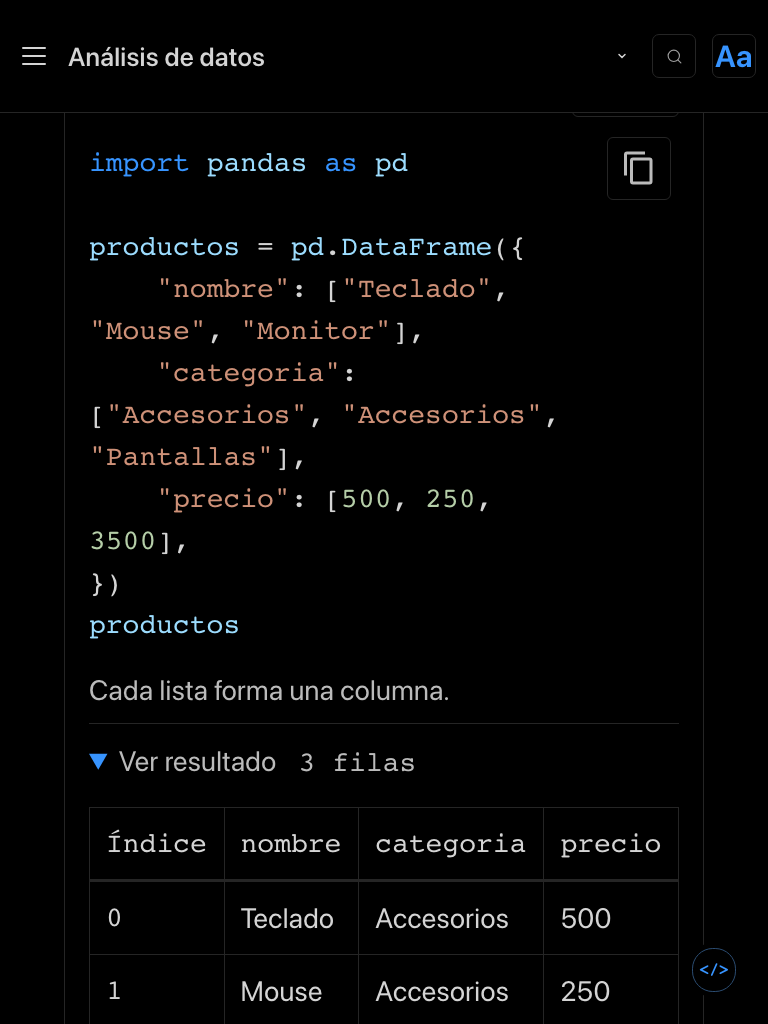 Análisis de datos
Aa
import pandas as pd
productos = pd.DataFrame({
    "nombre": ["Teclado",
"Mouse", "Monitor"],
    "categoria":
["Accesorios", "Accesorios",
"Pantallas"],
    "precio": [500, 250,
3500],
})
productos
Cada lista forma una columna.
Ver resultado 3 filas
Índice nombre categoria precio
0 Teclado Accesorios 500
1 Mouse Accesorios 250
</>